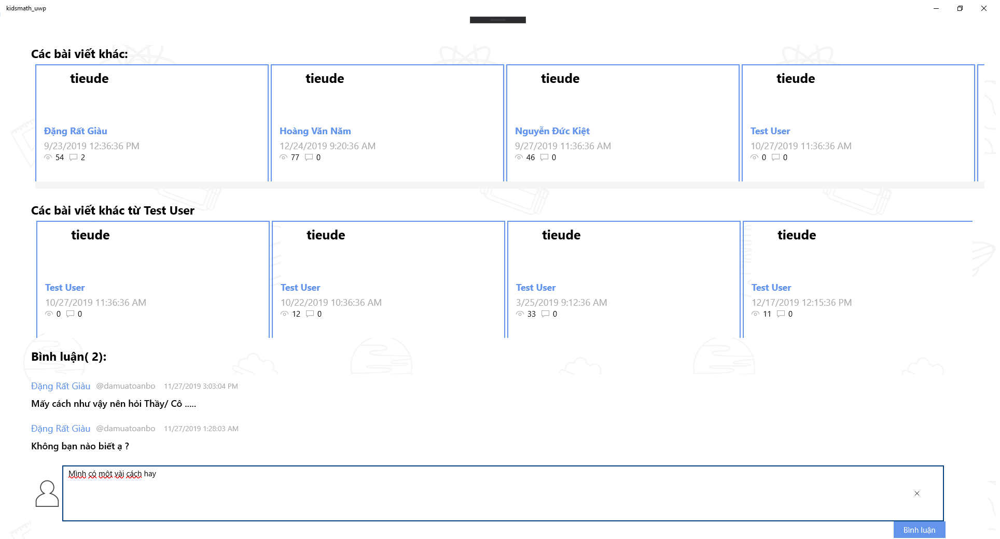 kidsmath_uwp
Các bài viết khác:
tieude tieude tieude tieude
Đặng Rất Giàu Hoàng Văn Năm Nguyễn Đức Kiệt Test User
9/23/2019 12:36:36 PM 12/24/2019 9:20:36 AM 9/27/2019 11:36:36 AM 10/27/2019 11:36:36 AM
54 2 77 0 46 0 0 0
Các bài viết khác từ Test User
tieude tieude tieude tieude
Test User Test User Test User Test User
10/27/2019 11:36:36 AM 10/22/2019 10:36:36 AM 3/25/2019 9:12:36 AM 12/17/2019 12:15:36 PM
0 0 12 0 33 0 11 0
Bình luận( 2):
Đặng Rất Giàu @damuatoanbo 11/27/2019 3:03:04 PM
Mấy cách như vậy nên hỏi Thầy/ Cô .....
Đặng Rất Giàu @damuatoanbo 11/27/2019 1:28:03 AM
Không bạn nào biết ạ ?
Mình có một vài cách hay
Bình luận